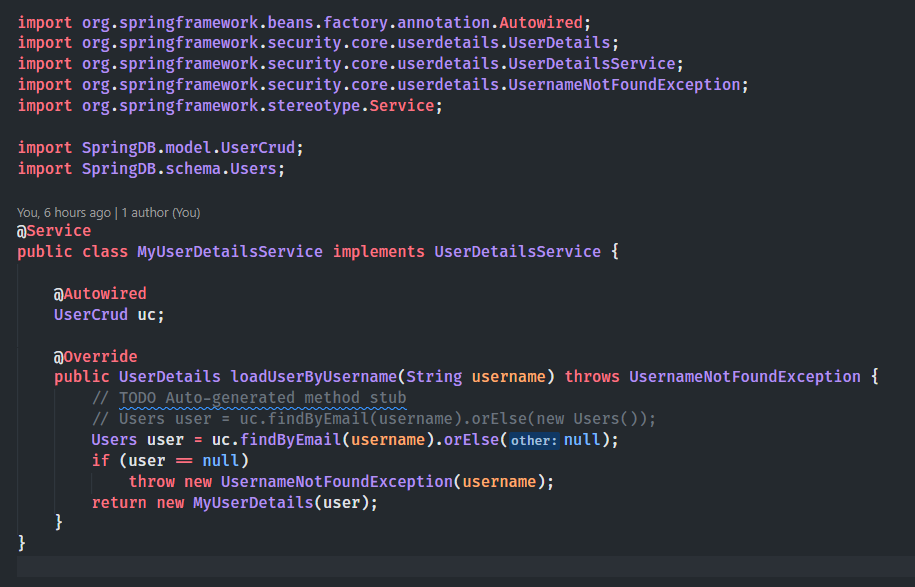 import org.springframework.beans.factory.annotation.Autowired;
import org.springframework.security.core.userdetails.UserDetails;
import org.springframework.security.core.userdetails.UserDetailsService;
import org.springframework.security.core.userdetails.UsernameNotFoundException;
import org.springframework.stereotype.Service;

import SpringDB.model.UserCrud;
import SpringDB.schema.Users;

You, 6 hours ago | 1 author (You)
@Service
public class MyUserDetailsService implements UserDetailsService {

    @Autowired
    UserCrud uc;

    @Override
    public UserDetails loadUserByUsername(String username) throws UsernameNotFoundException {
        // TODO Auto-generated method stub
        // Users user = uc.findByEmail(username).orElse(new Users());
        Users user = uc.findByEmail(username).orElse(other: null);
        if (user == null)
            throw new UsernameNotFoundException(username);
        return new MyUserDetails(user);
    }
}